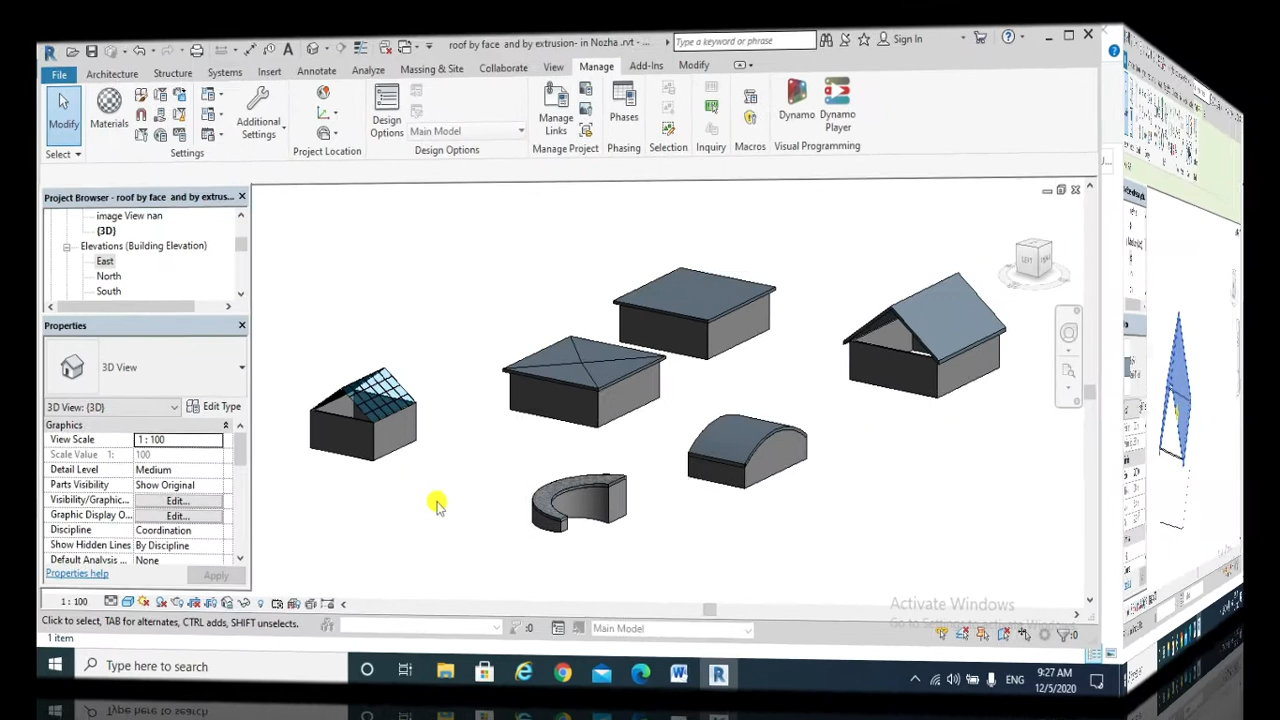 roof by face and by extrusion- in Nozha .rvt - ...
Type a keyword or phrase
Sign In
File Architecture Structure Systems Insert Annotate Analyze Massing & Site Collaborate View Manage Add-Ins Modify
Modify Materials Additional Settings Design Options Main Model Manage Links Phases Dynamo Dynamo Player
Select Settings Project Location Design Options Manage Project Phasing Selection Inquiry Macros Visual Programming
Project Browser - roof by face and by extrus...
image View nan
{3D}
Elevations (Building Elevation)
East
North
South
Properties
3D View
3D View: {3D} Edit Type
Graphics
View Scale 1 : 100
Scale Value 1: 100
Detail Level Medium
Parts Visibility Show Original
Visibility/Graphic... Edit...
Graphic Display O... Edit...
Discipline Coordination
Show Hidden Lines By Discipline
Default Analysis ... None
Properties help Apply
1 : 100
Click to select, TAB for alternates, CTRL adds, SHIFT unselects.
:0 Main Model :0
1 item
Activate Windows
Type here to search
ENG
9:27 AM
12/5/2020